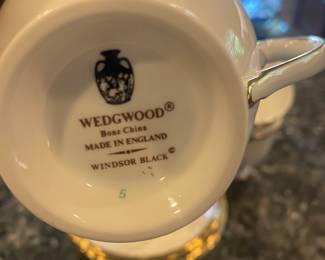 WEDGWOOD®
Bone China
MADE IN ENGLAND
WINDSOR BLACK©
5